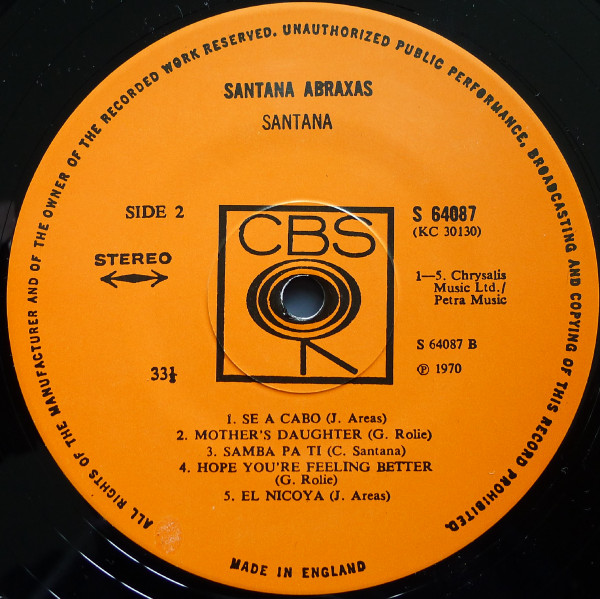 ALL RIGHTS OF THE MANUFACTURER AND OF THE OWNER OF THE RECORDED WORK RESERVED. UNAUTHORIZED PUBLIC PERFORMANCE, BROADCASTING AND COPYING OF THIS RECORD PROHIBITED.
SANTANA ABRAXAS
SANTANA
SIDE 2
S 64087
(KC 30130)
CBS
STEREO
1—5. Chrysalis
Music Ltd./
Petra Music
S 64087 B
33⅓
℗ 1970
1. SE A CABO (J. Areas)
2. MOTHER'S DAUGHTER (G. Rolie)
3. SAMBA PA TI (C. Santana)
4. HOPE YOU'RE FEELING BETTER
(G. Rolie)
5. EL NICOYA (J. Areas)
MADE IN ENGLAND